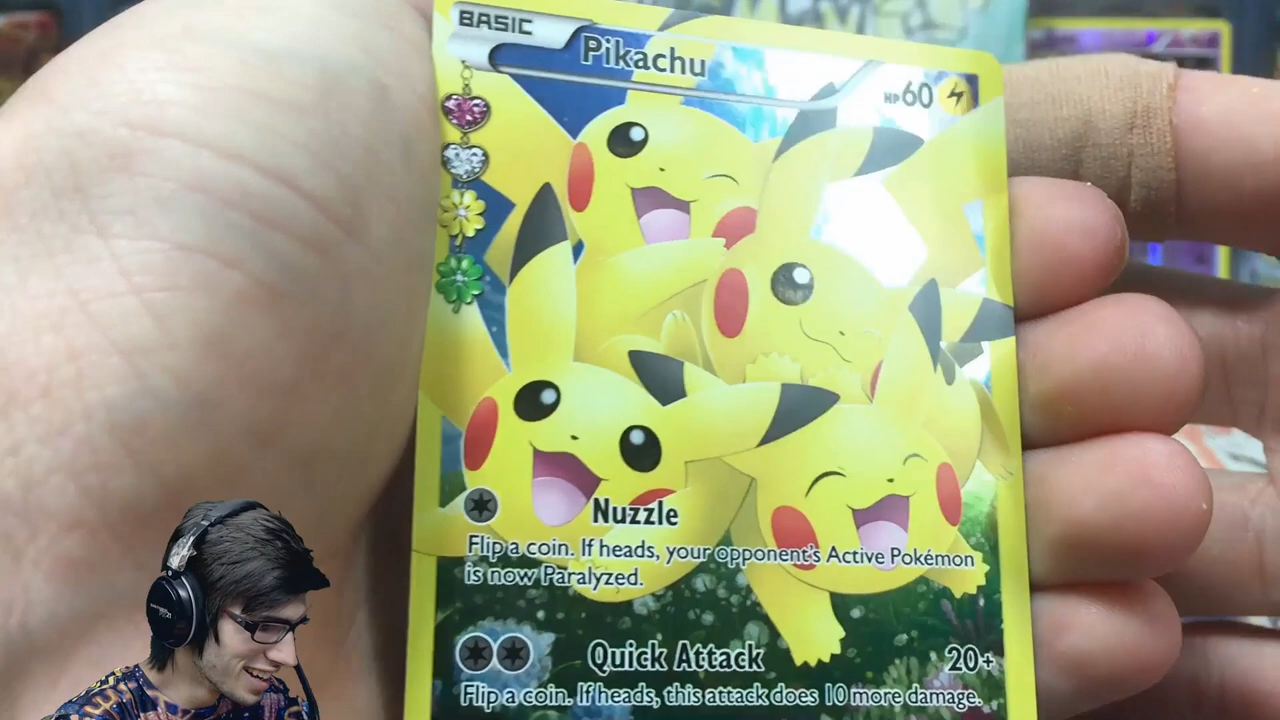 BASIC
Pikachu
HP60
Nuzzle
Flip a coin. If heads, your opponent's Active Pokémon
is now Paralyzed.
Quick Attack 20+
Flip a coin. If heads, this attack does 10 more damage.